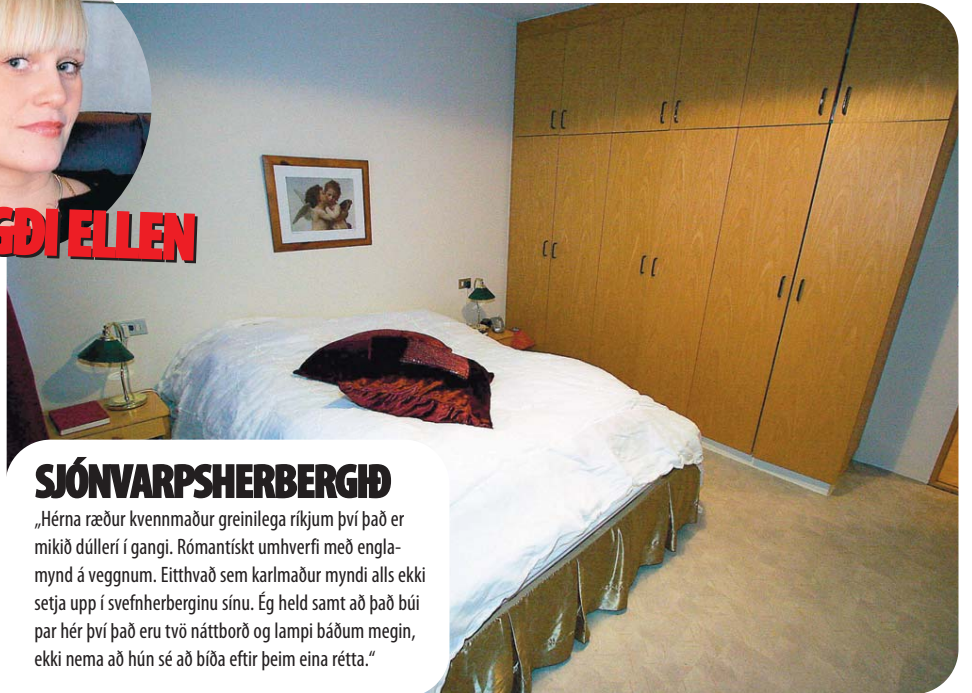 GÐI ELLEN
SJÓNVARPSHERBERGIÐ
„Hérna ræður kvennmaður greinilega ríkjum því það er
mikið dúllerí í gangi. Rómantískt umhverfi með engla-
mynd á veggnum. Eitthvað sem karlmaður myndi alls ekki
setja upp í svefnherberginu sínu. Ég held samt að það búi
par hér því það eru tvö náttborð og lampi báðum megin,
ekki nema að hún sé að bíða eftir þeim eina rétta.“